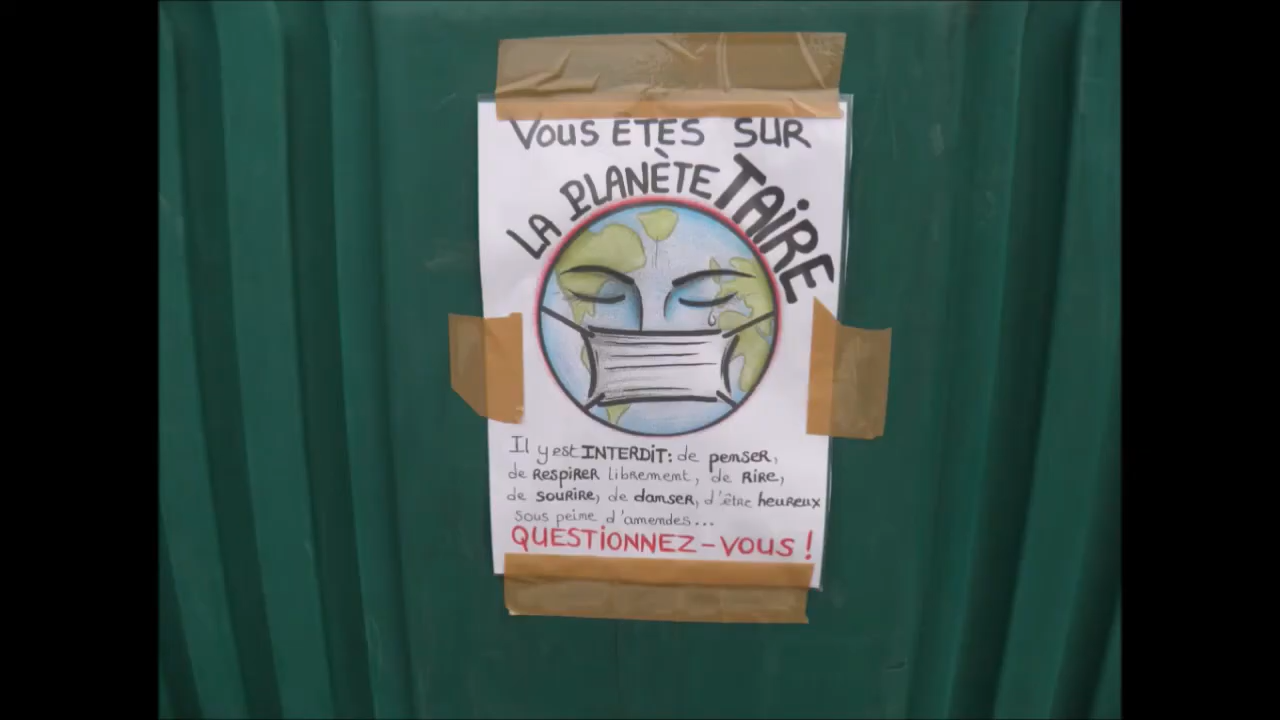 VOUS ÊTES SUR
LA PLANÈTE TAIRE
Il y est INTERDIT: de penser,
de RESPIRER librement, de RIRE,
de SOURIRE, de danser, d'être heureux
sous peine d'amendes...
QUESTIONNEZ-VOUS !